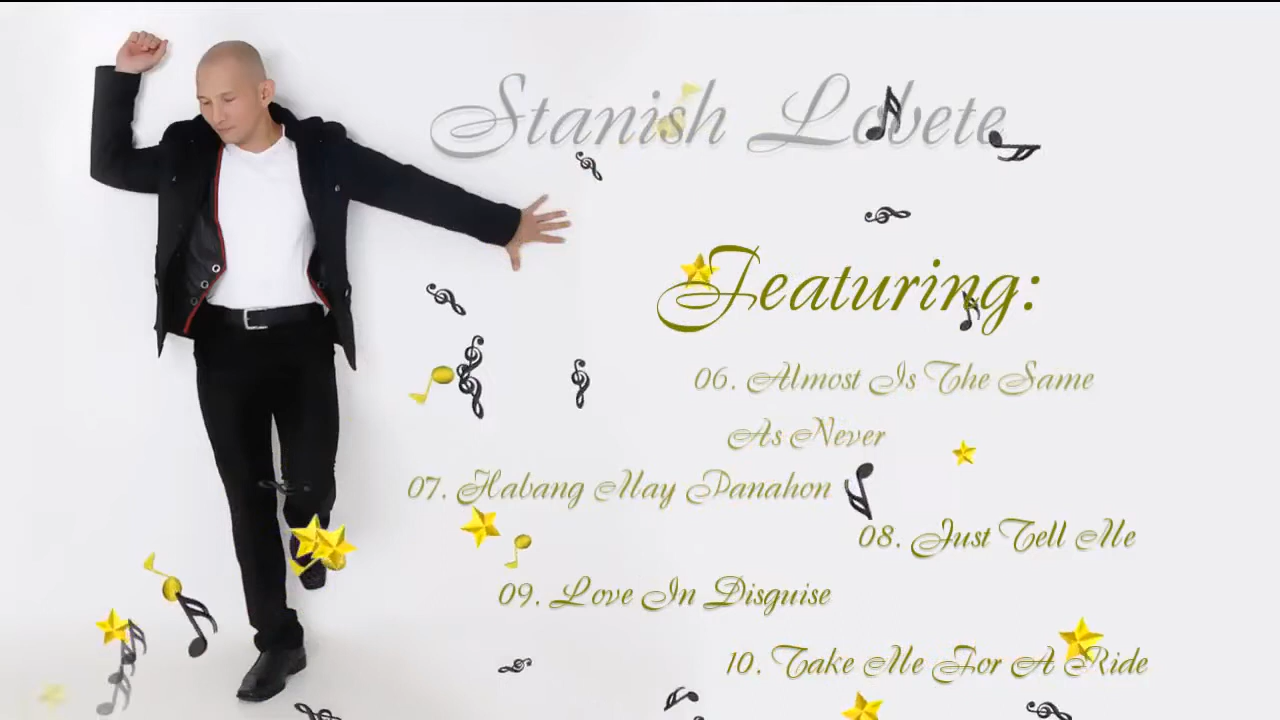 Stanish Lovete
Featuring:
06. Almost Is The Same
As Never
07. Habang May Panahon
08. Just Tell Me
09. Love In Disguise
10. Take Me For A Ride